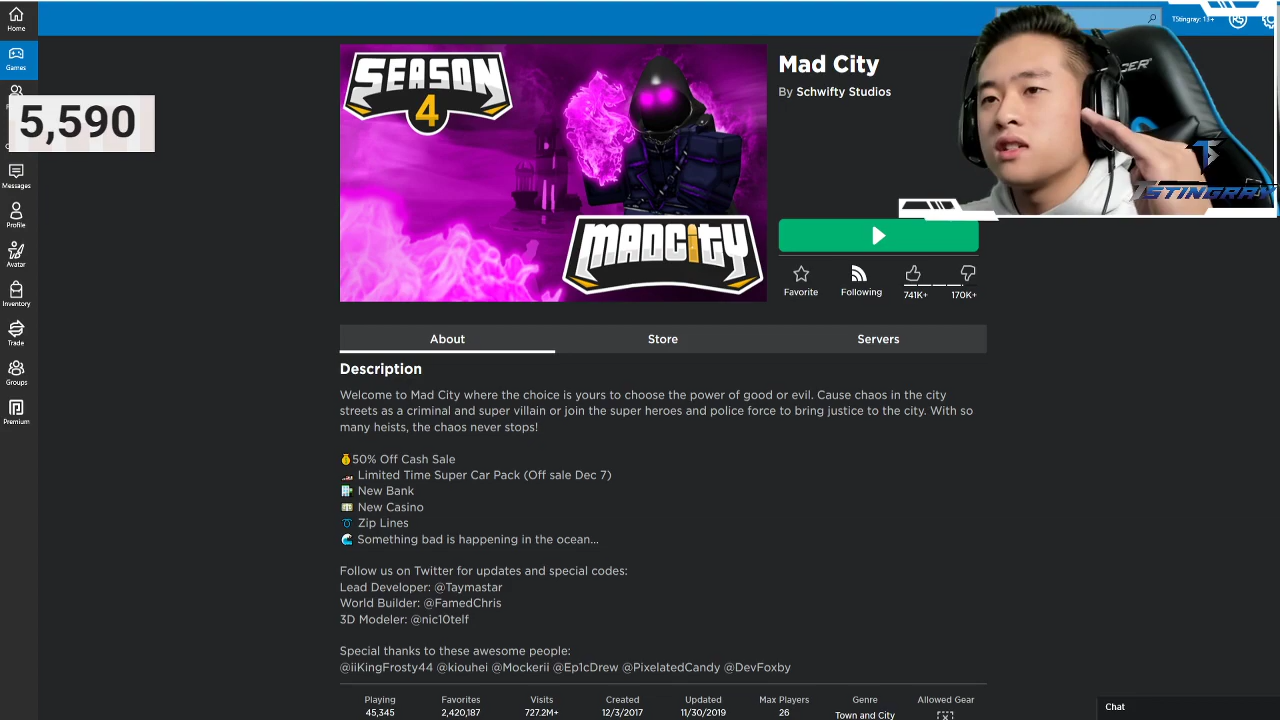 Home
Games
5,590
Messages
Profile
Avatar
Inventory
Trade
Groups
Premium
SEASON
4
MADCITY
Mad City
By Schwifty Studios
TStingray: 13+
TSTINGRAY
Favorite
Following
741K+
170K+
About
Store
Servers
Description
Welcome to Mad City where the choice is yours to choose the power of good or evil. Cause chaos in the city
streets as a criminal and super villain or join the super heroes and police force to bring justice to the city. With so
many heists, the chaos never stops!
💰50% Off Cash Sale
🏎️ Limited Time Super Car Pack (Off sale Dec 7)
🏦 New Bank
💵 New Casino
➰ Zip Lines
🌊 Something bad is happening in the ocean...
Follow us on Twitter for updates and special codes:
Lead Developer: @Taymastar
World Builder: @FamedChris
3D Modeler: @nic10telf
Special thanks to these awesome people:
@iiKingFrosty44 @kiouhei @Mockerii @Ep1cDrew @PixelatedCandy @DevFoxby
Playing
45,345
Favorites
2,420,187
Visits
727.2M+
Created
12/3/2017
Updated
11/30/2019
Max Players
26
Genre
Town and City
Allowed Gear
Chat